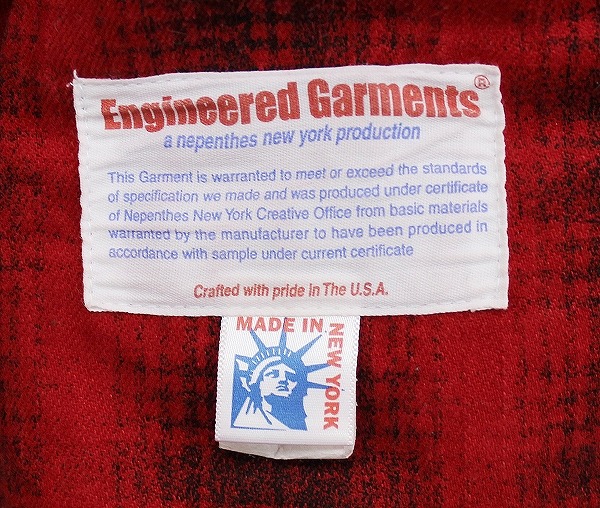 Engineered Garments®
a nepenthes new york production
This Garment is warranted to meet or exceed the standards
of specification we made and was produced under certificate
of Nepenthes New York Creative Office from basic materials
warranted by the manufacturer to have been produced in
accordance with sample under current certificate
Crafted with pride In The U.S.A.
MADE IN
NEW YORK